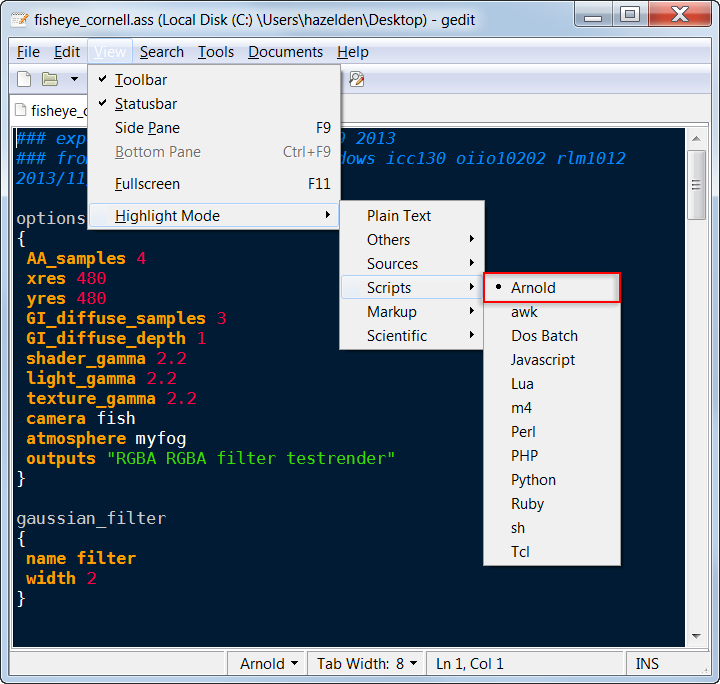 fisheye_cornell.ass (Local Disk (C:) \Users\hazelden\Desktop) - gedit
File Edit View Search Tools Documents Help
fisheye_c
Toolbar
Statusbar
Side Pane F9
Bottom Pane Ctrl+F9
Fullscreen F11
Highlight Mode
Plain Text
Others
Sources
Scripts
Markup
Scientific
Arnold
awk
Dos Batch
Javascript
Lua
m4
Perl
PHP
Python
Ruby
sh
Tcl
### exp 0 2013
### fro dows icc130 oiio10202 rlm1012
2013/11
options
{
AA_samples 4
xres 480
yres 480
GI_diffuse_samples 3
GI_diffuse_depth 1
shader_gamma 2.2
light_gamma 2.2
texture_gamma 2.2
camera fish
atmosphere myfog
outputs "RGBA RGBA filter testrender"
}
gaussian_filter
{
name filter
width 2
}
Arnold Tab Width: 8 Ln 1, Col 1 INS